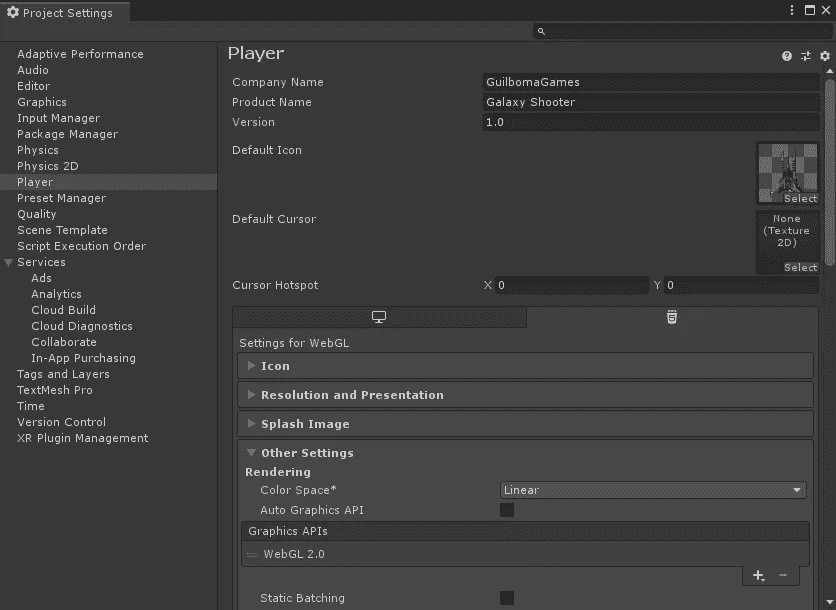 Project Settings
Adaptive Performance
Audio
Editor
Graphics
Input Manager
Package Manager
Physics
Physics 2D
Player
Preset Manager
Quality
Scene Template
Script Execution Order
Services
Ads
Analytics
Cloud Build
Cloud Diagnostics
Collaborate
In-App Purchasing
Tags and Layers
TextMesh Pro
Time
Version Control
XR Plugin Management
Player
Company Name GuilbomaGames
Product Name Galaxy Shooter
Version 1.0
Default Icon
Select
Default Cursor
None
(Texture
2D)
Select
Cursor Hotspot X 0 Y 0
Settings for WebGL
Icon
Resolution and Presentation
Splash Image
Other Settings
Rendering
Color Space* Linear
Auto Graphics API
Graphics APIs
WebGL 2.0
Static Batching